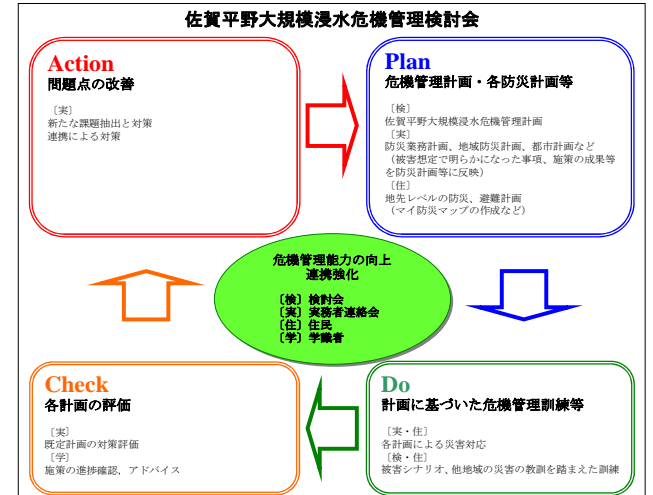 佐賀平野大規模浸水危機管理検討会
Action
問題点の改善
〔実〕
新たな課題抽出と対策
連携による対策
Plan
危機管理計画・各防災計画等
〔検〕
佐賀平野大規模浸水危機管理計画
〔実〕
防災業務計画、地域防災計画、都市計画など
（被害想定で明らかになった事項、施策の成果等
を防災計画等に反映）
〔住〕
地先レベルの防災、避難計画
（マイ防災マップの作成など）
危機管理能力の向上
連携強化
〔検〕検討会
〔実〕実務者連絡会
〔住〕住民
〔学〕学識者
Check
各計画の評価
〔実〕
既定計画の対策評価
〔学〕
施策の進捗確認、アドバイス
Do
計画に基づいた危機管理訓練等
〔実・住〕
各計画による災害対応
〔検・住〕
被害シナリオ、他地域の災害の教訓を踏まえた訓練